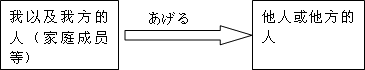 我以及我方的
人（家庭成员
等）
あげる
他人或他方的
人